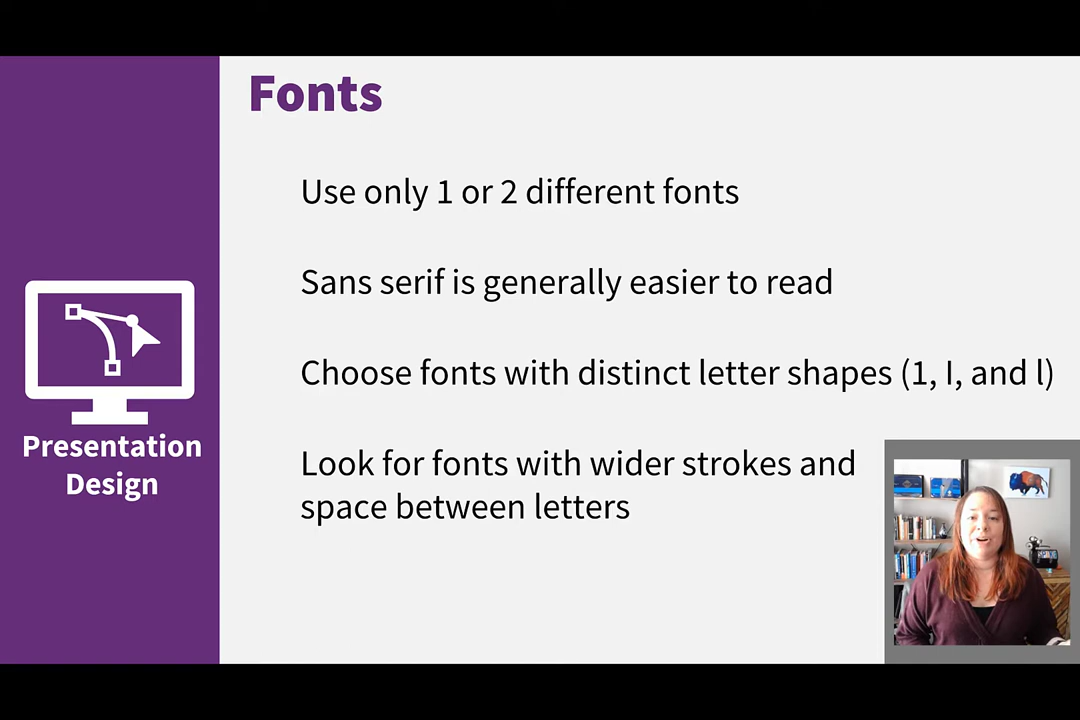 Fonts
Use only 1 or 2 different fonts
Sans serif is generally easier to read
Choose fonts with distinct letter shapes (1, I, and l)
Look for fonts with wider strokes and
space between letters
Presentation
Design